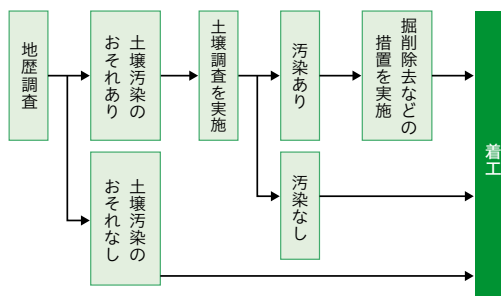 地歴調査
土壌汚染の
おそれあり
土壌調査を実施
汚染あり
掘削除去などの
措置を実施
着工
土壌汚染の
おそれなし
汚染なし